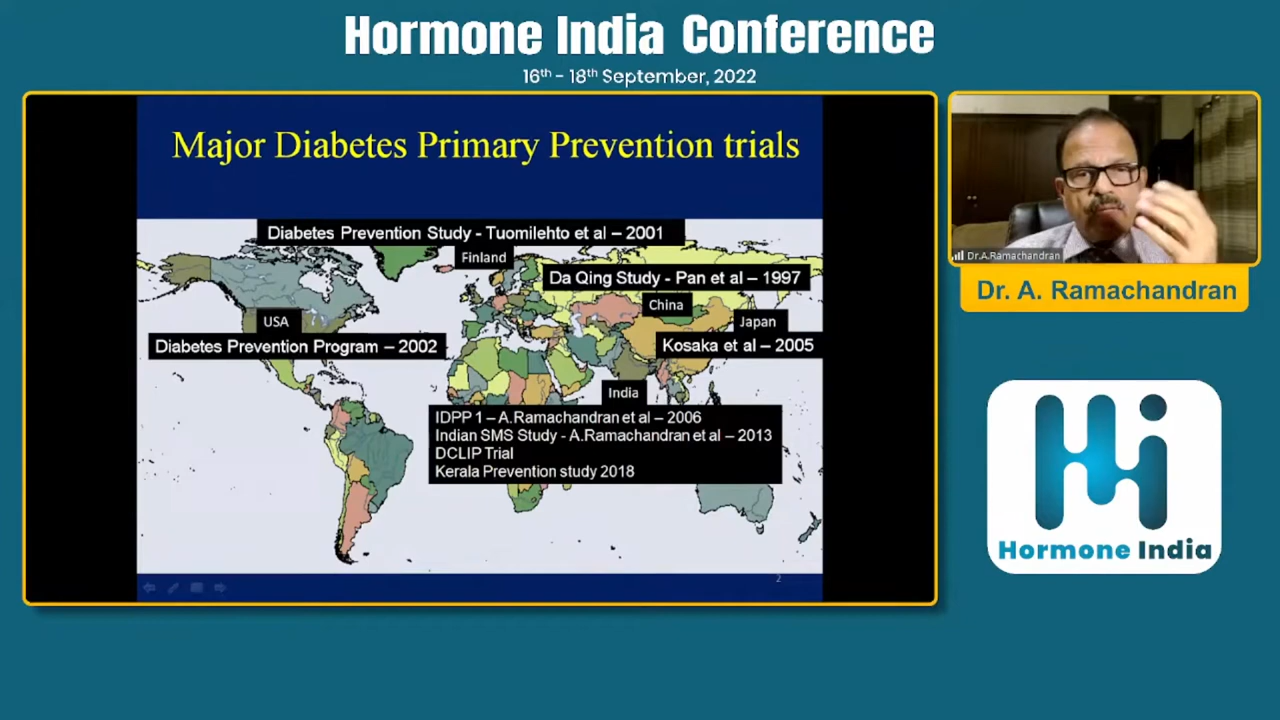 Hormone India Conference
16th - 18th September, 2022
Major Diabetes Primary Prevention trials
Diabetes Prevention Study - Tuomilehto et al – 2001
Finland
Da Qing Study - Pan et al – 1997
China
USA
Japan
Diabetes Prevention Program – 2002
Kosaka et al – 2005
India
IDPP 1 – A.Ramachandran et al – 2006
Indian SMS Study - A.Ramachandran et al – 2013
DCLIP Trial
Kerala Prevention study 2018
2
Dr.A.Ramachandran
Dr. A. Ramachandran
Hormone India